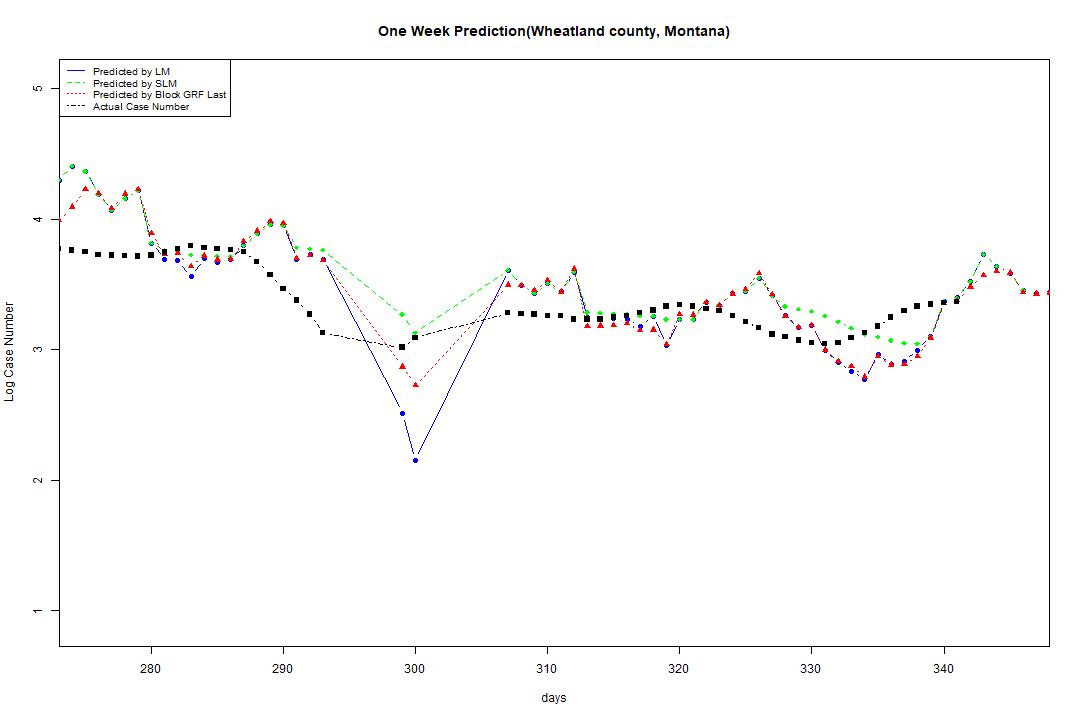 One Week Prediction(Wheatland county, Montana)
Predicted by LM
Predicted by SLM
Predicted by Block GRF Last
Actual Case Number
5
4
3
2
1
Log Case Number
280 290 300 310 320 330 340
days